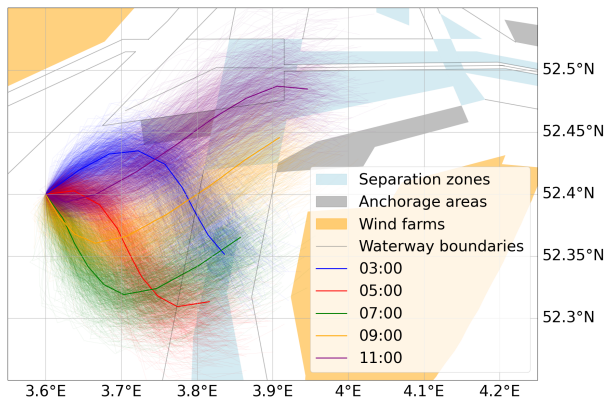 52.5°N
52.45°N
52.4°N
52.35°N
52.3°N
Separation zones
Anchorage areas
Wind farms
Waterway boundaries
03:00
05:00
07:00
09:00
11:00
3.6°E
3.7°E
3.8°E
3.9°E
4°E
4.1°E
4.2°E